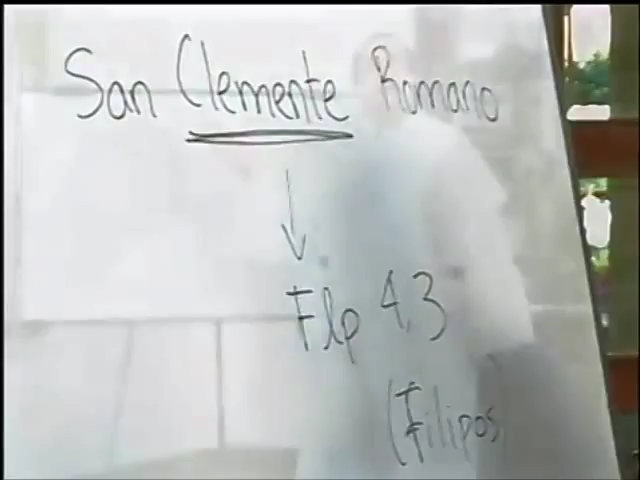 San Clemente Romano
Flp 4,3
(Filipos